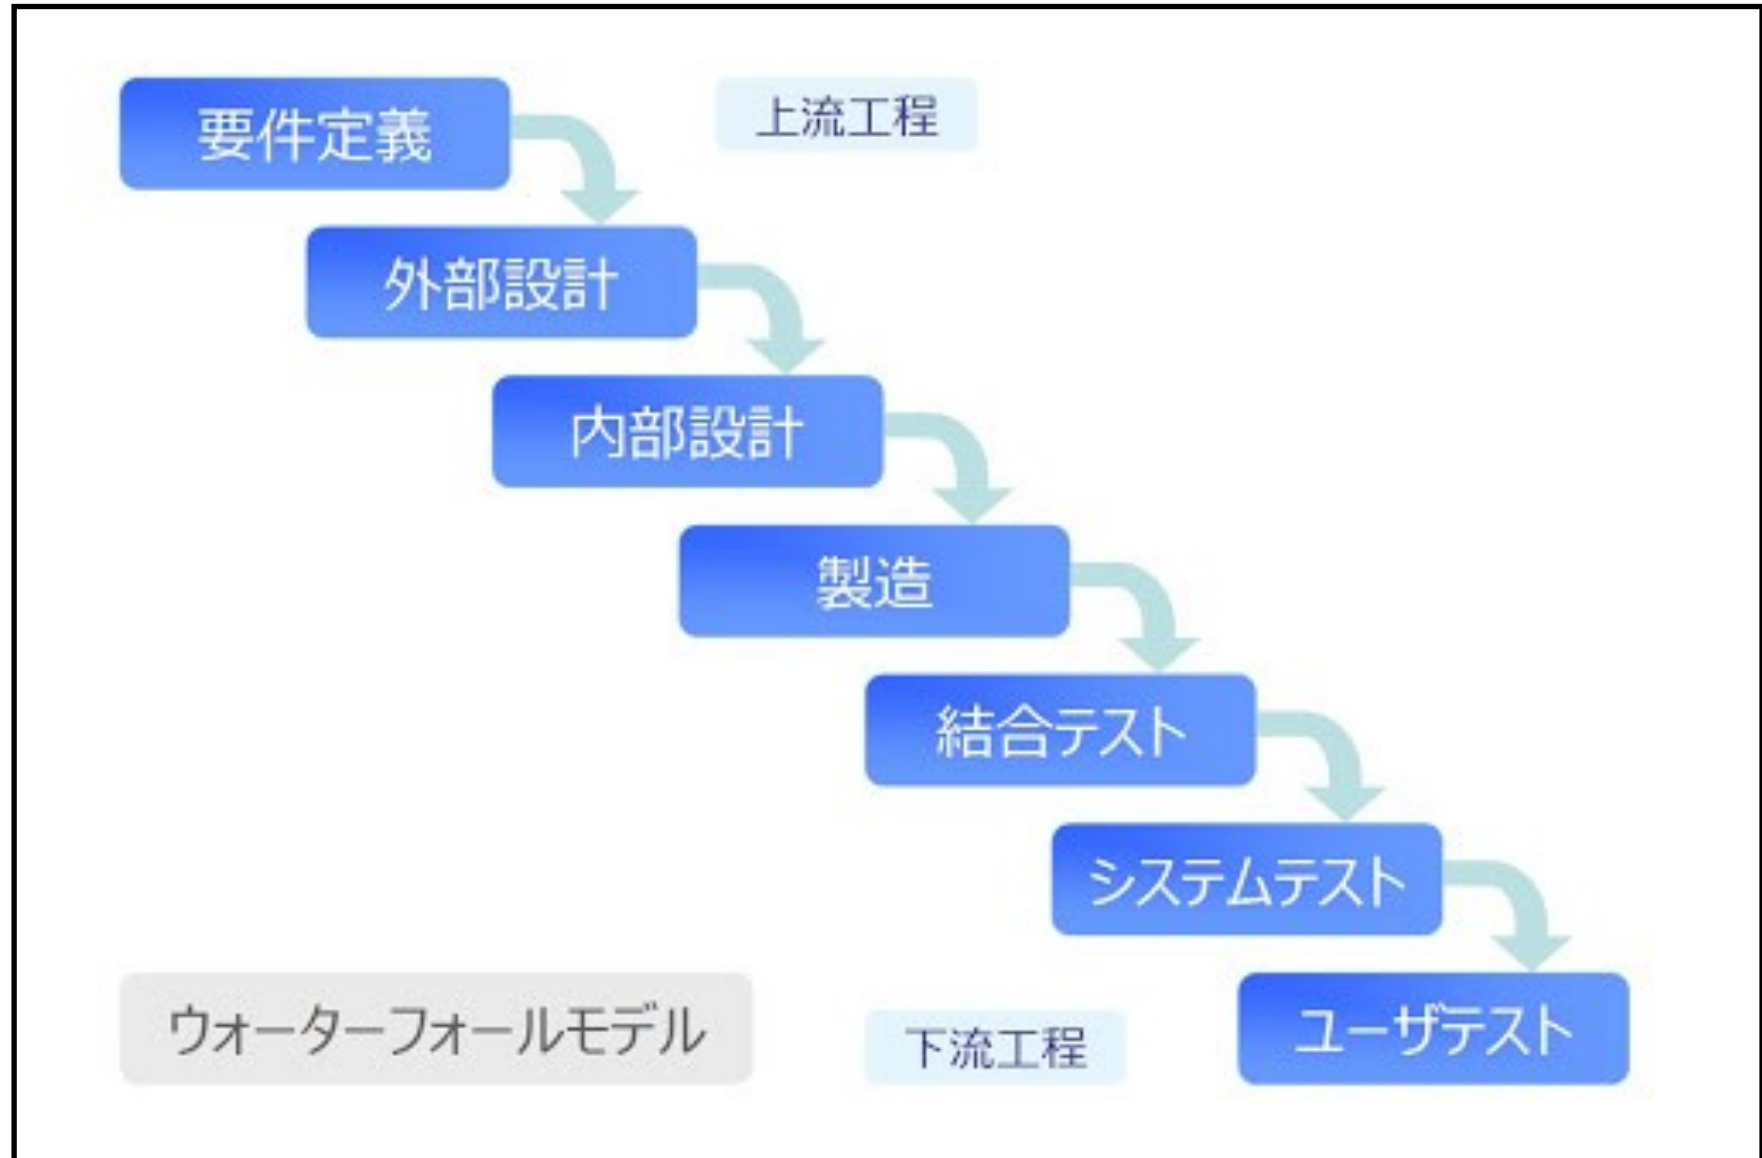 要件定義
上流工程
外部設計
内部設計
製造
結合テスト
システムテスト
ウォーターフォールモデル
下流工程
ユーザテスト